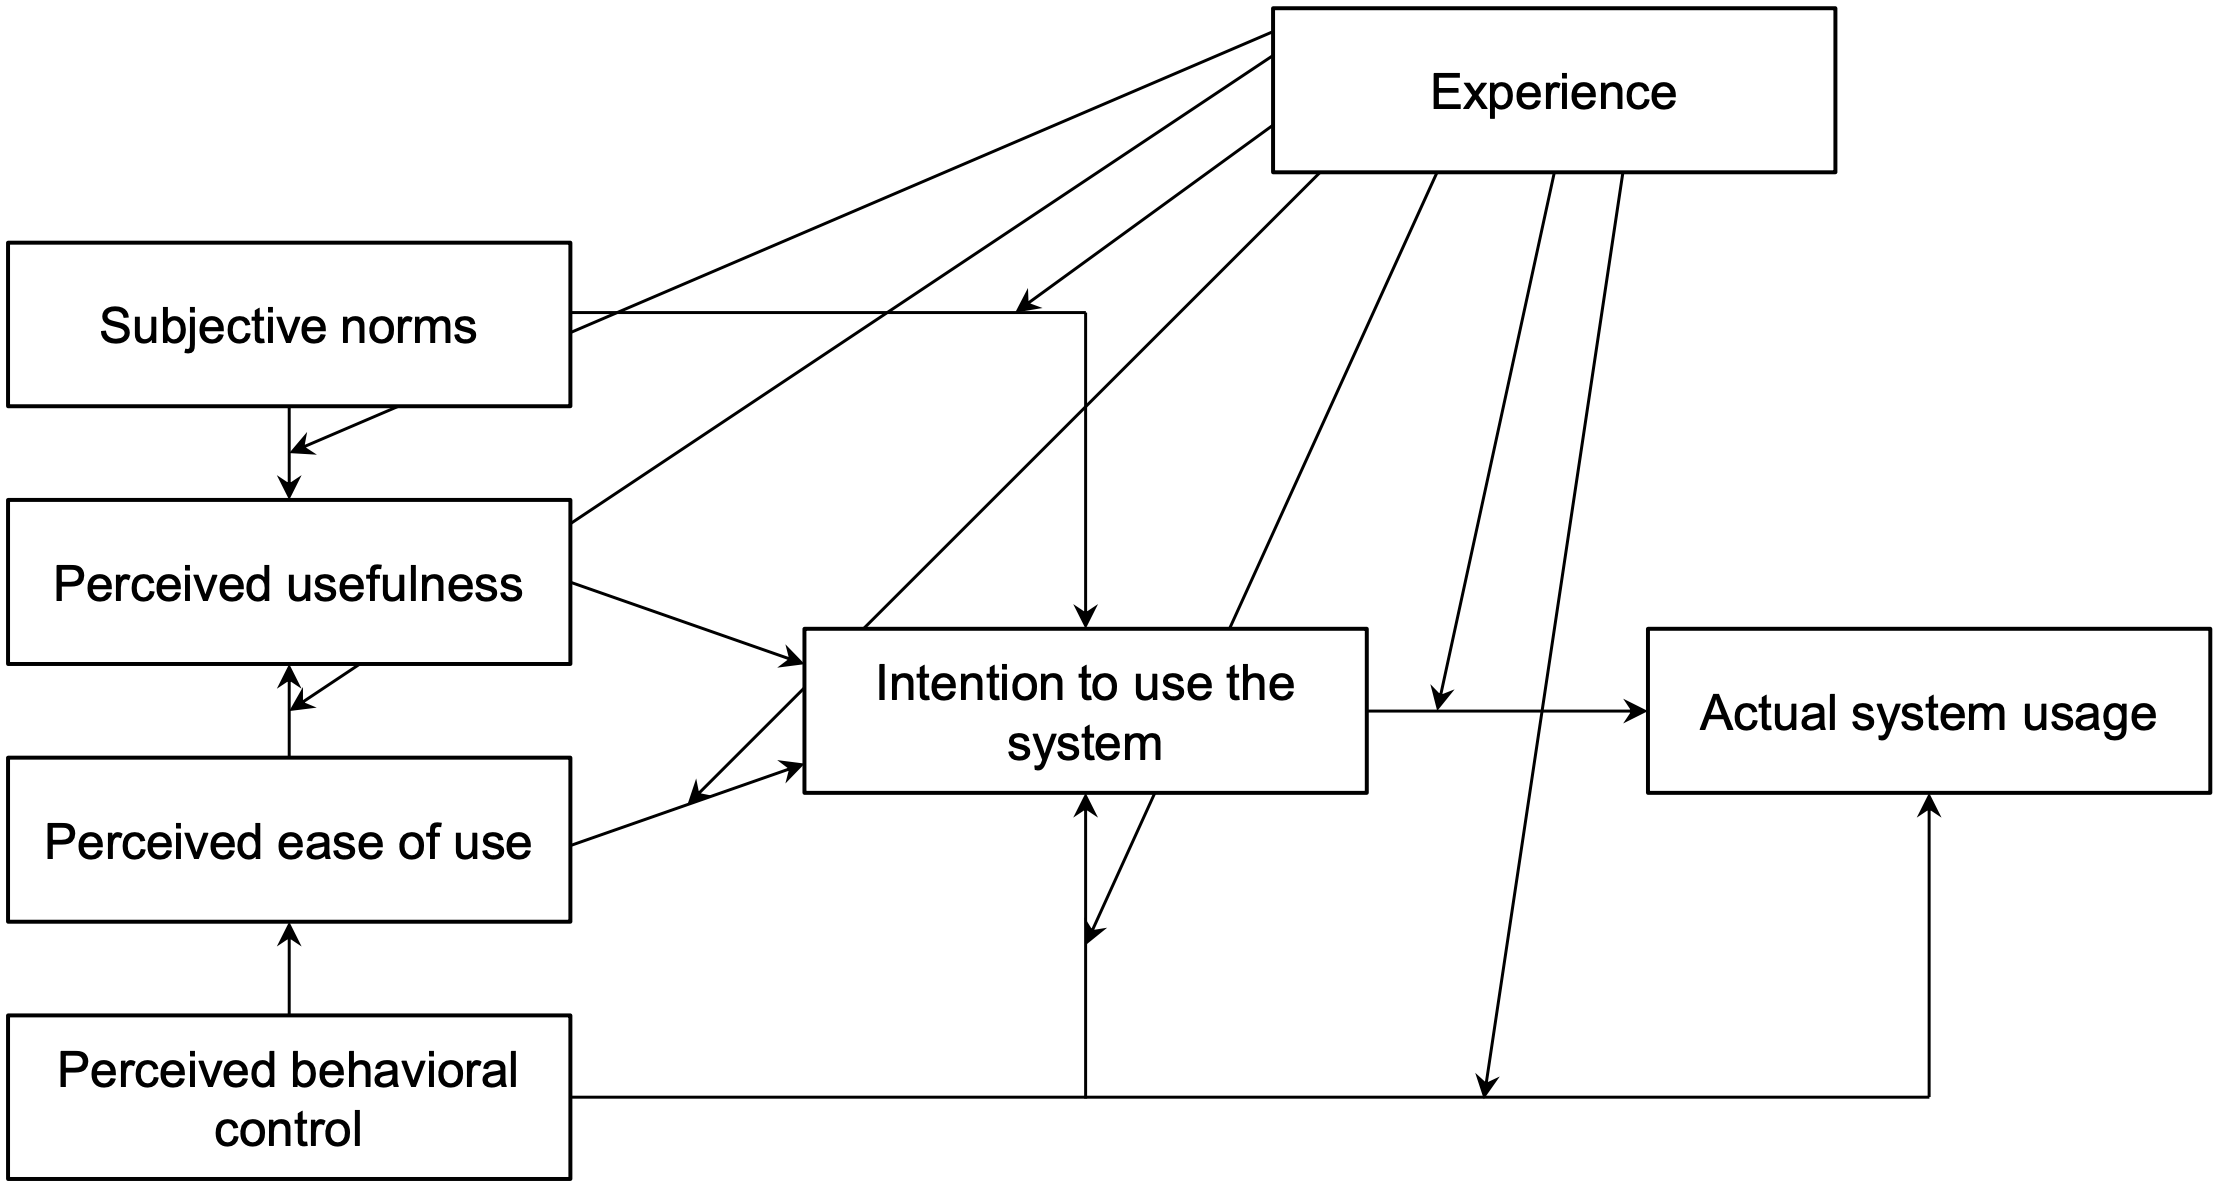 Experience
Subjective norms
Perceived usefulness
Intention to use the
system
Actual system usage
Perceived ease of use
Perceived behavioral
control